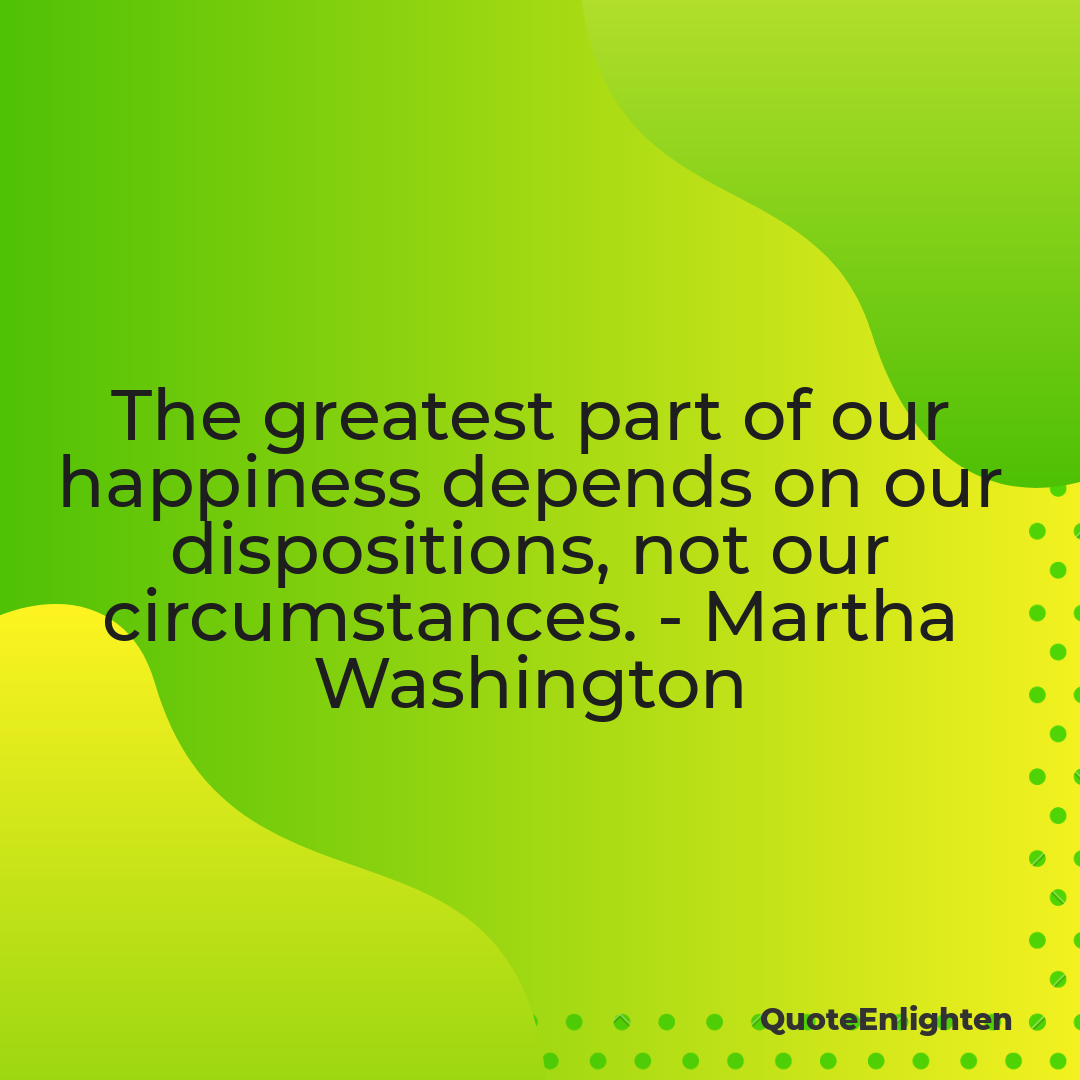 The greatest part of our
happiness depends on our
dispositions, not our
circumstances. - Martha
Washington
QuoteEnlighten